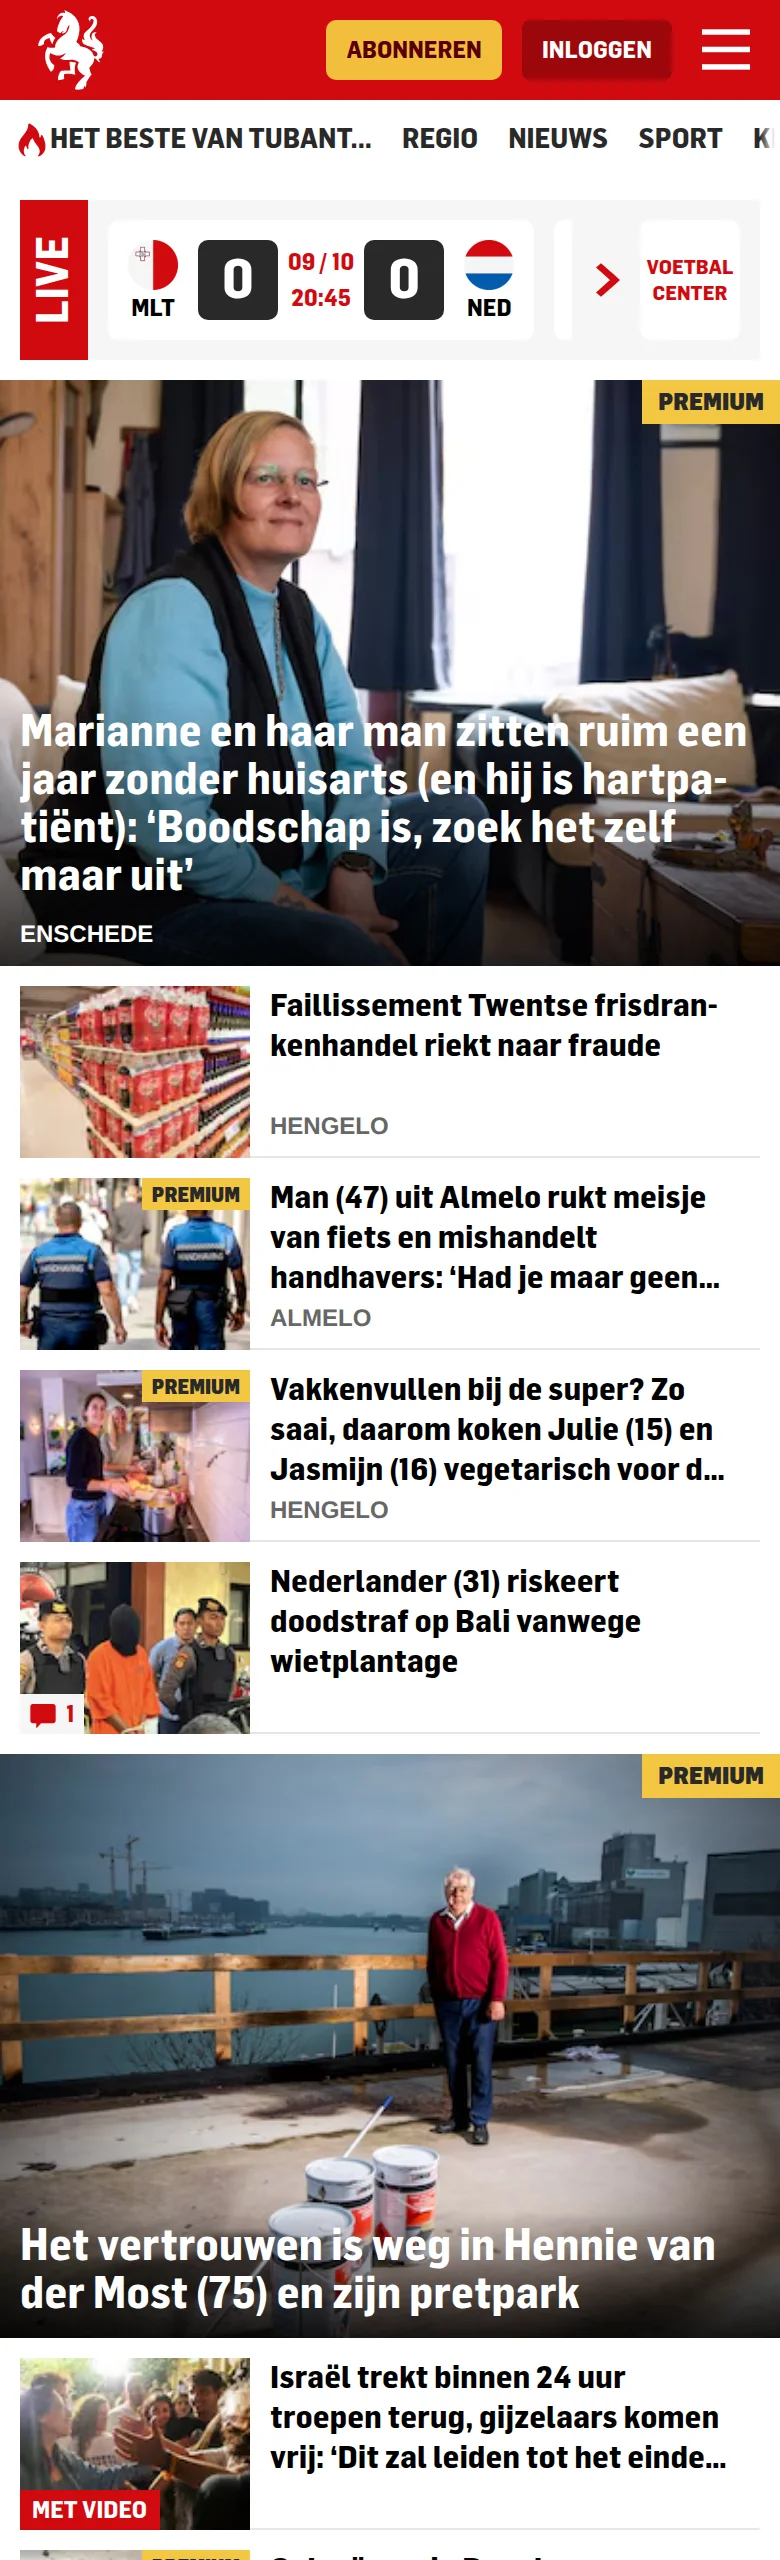 ABONNEREN
INLOGGEN
HET BESTE VAN TUBANT... REGIO NIEUWS SPORT
LIVE
MLT
0
09 / 10
20:45
0
NED
VOETBAL
CENTER
PREMIUM
Marianne en haar man zitten ruim een
jaar zonder huisarts (en hij is hartpa-
tiënt): ‘Boodschap is, zoek het zelf
maar uit’
ENSCHEDE
Faillissement Twentse frisdran-
kenhandel riekt naar fraude
HENGELO
PREMIUM
HANDHAVING
Man (47) uit Almelo rukt meisje
van fiets en mishandelt
handhavers: ‘Had je maar geen...
ALMELO
PREMIUM
Vakkenvullen bij de super? Zo
saai, daarom koken Julie (15) en
Jasmijn (16) vegetarisch voor d...
HENGELO
1
Nederlander (31) riskeert
doodstraf op Bali vanwege
wietplantage
PREMIUM
Het vertrouwen is weg in Hennie van
der Most (75) en zijn pretpark
MET VIDEO
Israël trekt binnen 24 uur
troepen terug, gijzelaars komen
vrij: ‘Dit zal leiden tot het einde...
PREMIUM